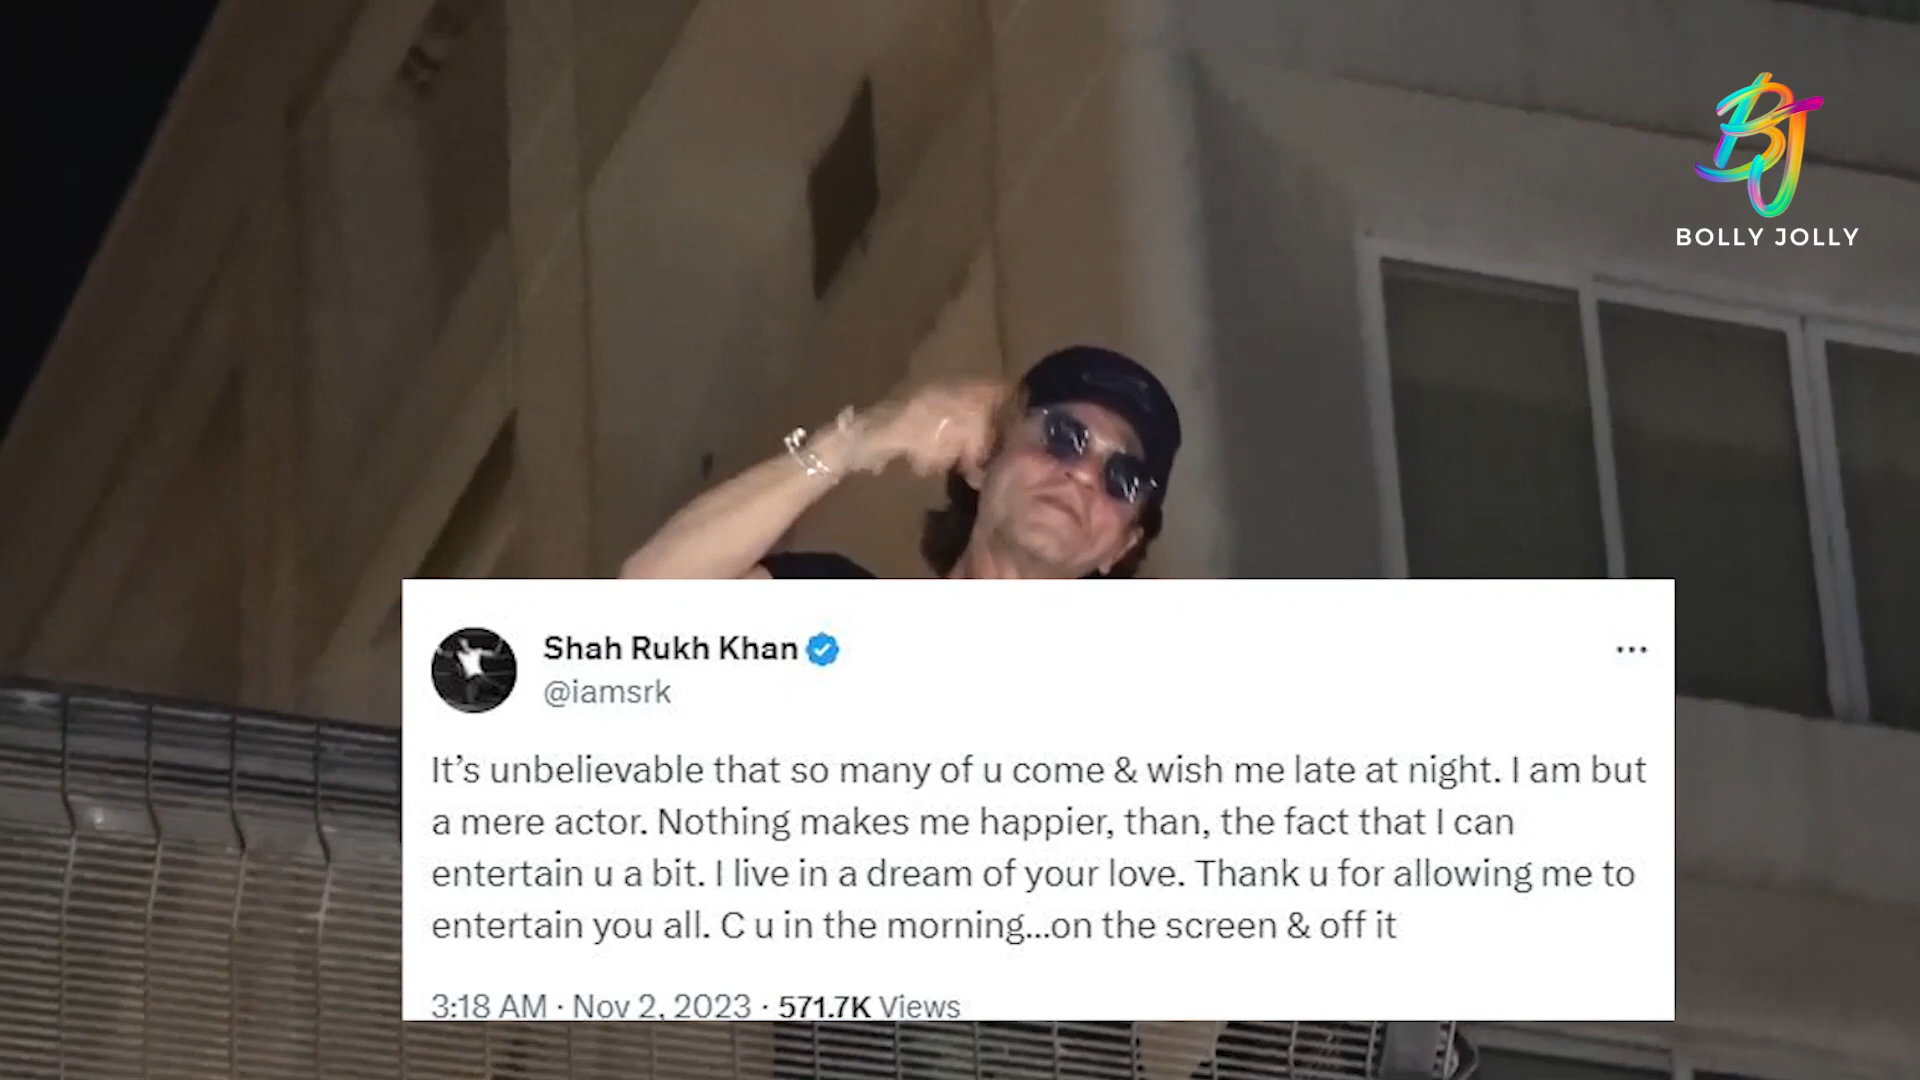 BJ
BOLLY JOLLY
Shah Rukh Khan
@iamsrk
It's unbelievable that so many of u come & wish me late at night. I am but
a mere actor. Nothing makes me happier, than, the fact that I can
entertain u a bit. I live in a dream of your love. Thank u for allowing me to
entertain you all. C u in the morning...on the screen & off it
3:18 AM · Nov 2, 2023 · 571.7K Views